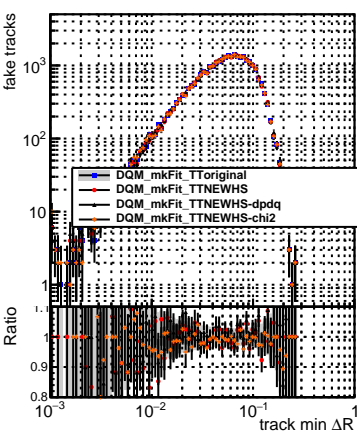 fake tracks
10³
10²
10
1
DQM_mkFit_TToriginal
DQM_mkFit_TTNEWHS
DQM_mkFit_TTNEWHS-dpdq
DQM_mkFit_TTNEWHS-chi2
Ratio
1.1
1
0.9
0.8
10⁻³ 10⁻² 10⁻¹ 1
track min ΔR